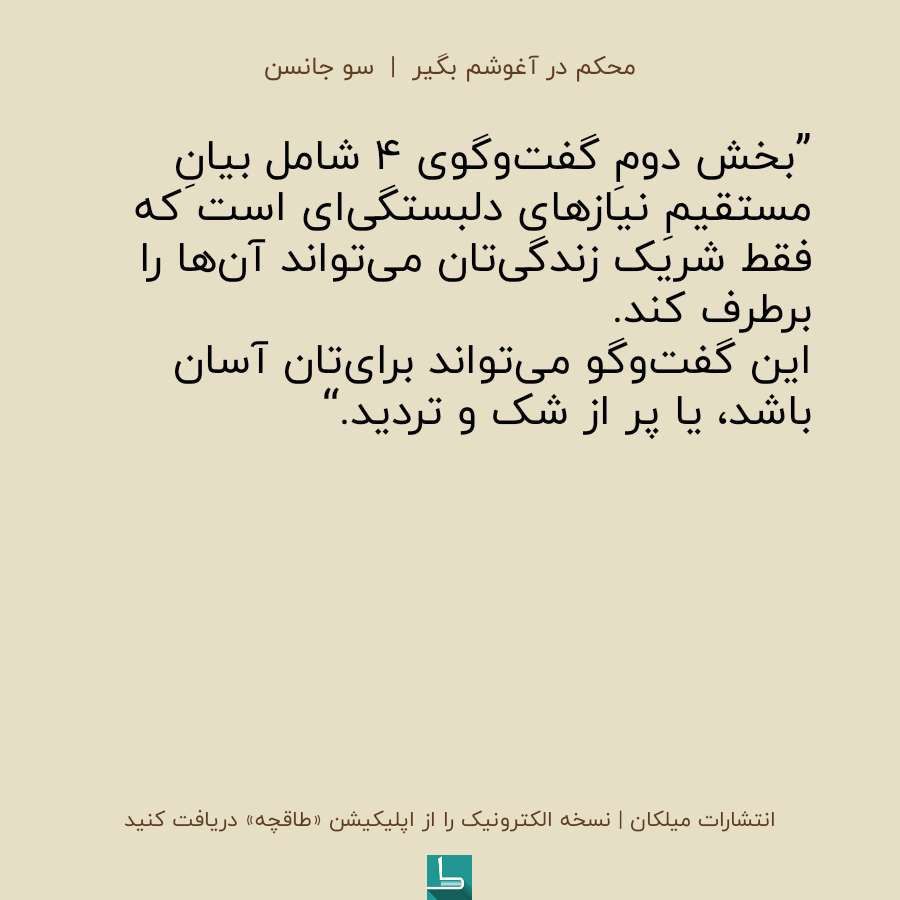 محکم در آغوشم بگیر | سو جانسن
”بخش دومِ گفت‌وگوی ۴ شامل بیانِ
مستقیمِ نیازهای دلبستگی‌ای است که
فقط شریک زندگی‌تان می‌تواند آن‌ها را
برطرف کند.
این گفت‌وگو می‌تواند برای‌تان آسان
باشد، یا پر از شک و تردید.“
انتشارات میلکان | نسخه الکترونیک را از اپلیکیشن «طاقچه» دریافت کنید